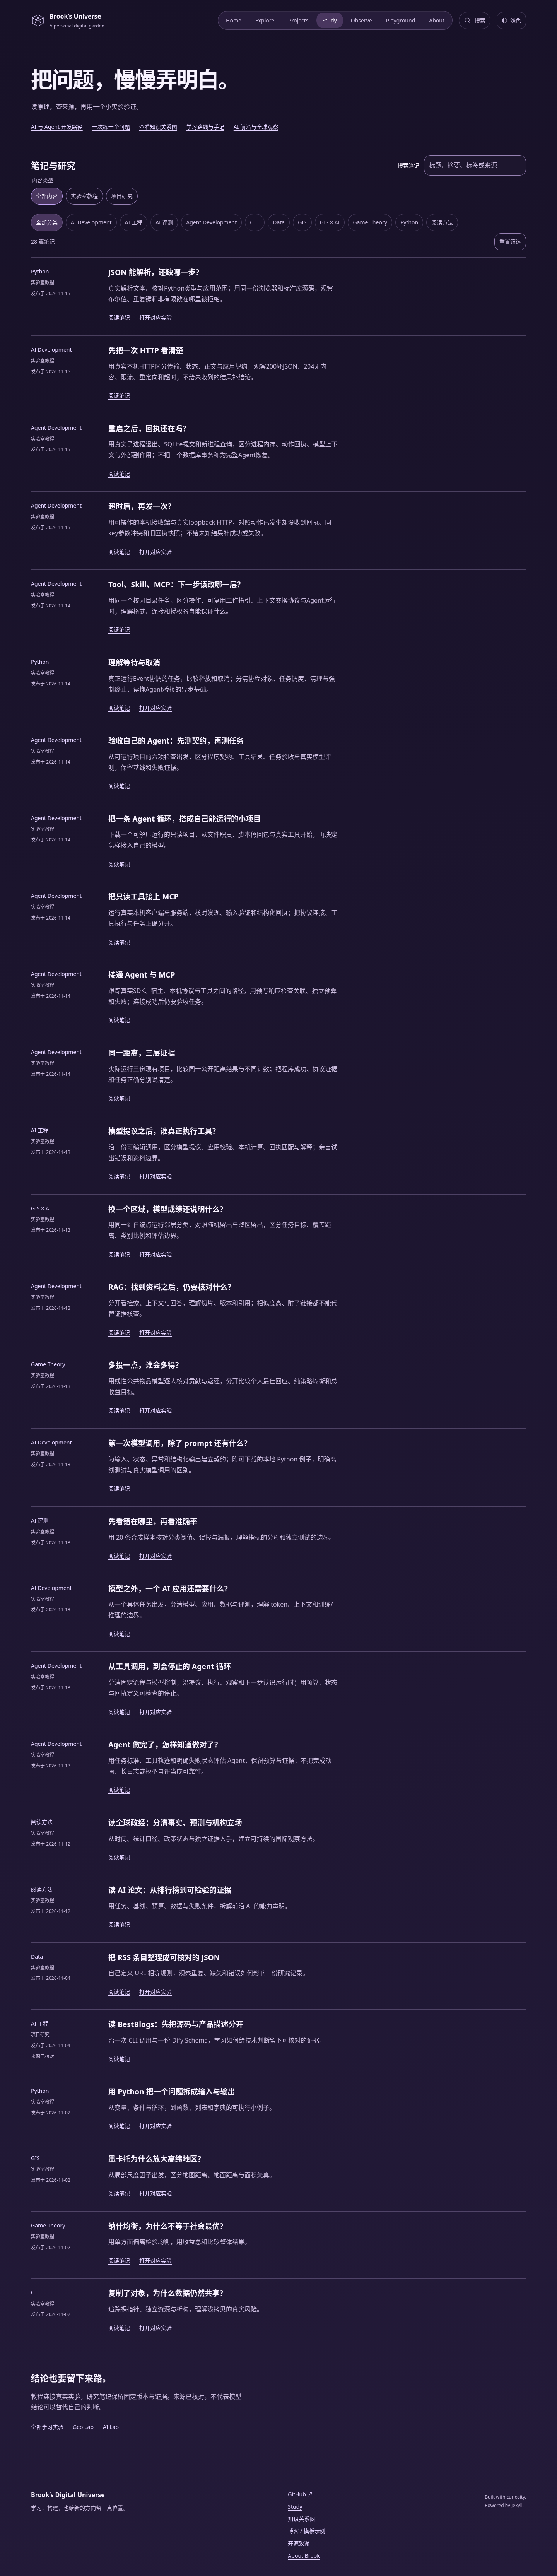 Brook's Universe
A personal digital garden
Home Explore Projects Study Observe Playground About 搜索 浅色
把问题，慢慢弄明白。
读原理，查来源，再用一个小实验验证。
AI 与 Agent 开发路径 一次练一个问题 查看知识关系图 学习路线与手记 AI 前沿与全球观察
笔记与研究
搜索笔记 标题、摘要、标签或来源
内容类型
全部内容 实验室教程 项目研究
全部分类 AI Development AI 工程 AI 评测 Agent Development C++ Data GIS GIS × AI Game Theory Python 阅读方法
28 篇笔记 重置筛选
Python
实验室教程
发布于 2026-11-15
JSON 能解析，还缺哪一步？
真实解析文本、核对Python类型与应用范围；用同一份浏览器和标准库源码，观察
布尔值、重复键和非有限数在哪里被拒绝。
阅读笔记 打开对应实验
AI Development
实验室教程
发布于 2026-11-15
先把一次 HTTP 看清楚
用真实本机HTTP区分传输、状态、正文与应用契约，观察200坏JSON、204无内
容、限流、重定向和超时；不给未收到的结果补结论。
阅读笔记
Agent Development
实验室教程
发布于 2026-11-15
重启之后，回执还在吗？
用真实子进程退出、SQLite提交和新进程查询，区分进程内存、动作回执、模型上下
文与外部副作用；不把一个数据库事务称为完整Agent恢复。
阅读笔记
Agent Development
实验室教程
发布于 2026-11-15
超时后，再发一次？
用可操作的本机接收端与真实loopback HTTP，对照动作已发生却没收到回执、同
key参数冲突和旧回执快照；不给未知结果补成功或失败。
阅读笔记 打开对应实验
Agent Development
实验室教程
发布于 2026-11-14
Tool、Skill、MCP：下一步该改哪一层？
用同一个校园目录任务，区分操作、可复用工作指引、上下文交换协议与Agent运行
时；理解格式、连接和授权各自能保证什么。
阅读笔记
Python
实验室教程
发布于 2026-11-14
理解等待与取消
真正运行Event协调的任务，比较释放和取消；分清协程对象、任务调度、清理与强
制终止，读懂Agent桥接的异步基础。
阅读笔记 打开对应实验
Agent Development
实验室教程
发布于 2026-11-14
验收自己的 Agent：先测契约，再测任务
从可运行项目的六项检查出发，区分程序契约、工具结果、任务验收与真实模型评
测，保留基线和失败证据。
阅读笔记
Agent Development
实验室教程
发布于 2026-11-14
把一条 Agent 循环，搭成自己能运行的小项目
下载一个可解压运行的只读项目，从文件职责、脚本假回包与真实工具开始，再决定
怎样接入自己的模型。
阅读笔记
Agent Development
实验室教程
发布于 2026-11-14
把只读工具接上 MCP
运行真实本机客户端与服务端，核对发现、输入验证和结构化回执；把协议连接、工
具执行与任务正确分开。
阅读笔记
Agent Development
实验室教程
发布于 2026-11-14
接通 Agent 与 MCP
跟踪真实SDK、宿主、本机协议与工具之间的路径，用预写响应检查关联、独立预算
和失败；连接成功后仍要验收任务。
阅读笔记
Agent Development
实验室教程
发布于 2026-11-14
同一距离，三层证据
实际运行三份现有项目，比较同一公开距离结果与不同计数；把程序成功、协议证据
和任务正确分别说清楚。
阅读笔记
AI 工程
实验室教程
发布于 2026-11-13
模型提议之后，谁真正执行工具？
沿一份可编辑调用，区分模型提议、应用校验、本机计算、回执匹配与解释；亲自试
出错误和资料边界。
阅读笔记 打开对应实验
GIS × AI
实验室教程
发布于 2026-11-13
换一个区域，模型成绩还说明什么？
用同一组自编点运行邻居分类，对照随机留出与整区留出，区分任务目标、覆盖距
离、类别比例和评估边界。
阅读笔记 打开对应实验
Agent Development
实验室教程
发布于 2026-11-13
RAG：找到资料之后，仍要核对什么？
分开看检索、上下文与回答，理解切片、版本和引用；相似度高、附了链接都不能代
替证据核查。
阅读笔记 打开对应实验
Game Theory
实验室教程
发布于 2026-11-13
多投一点，谁会多得？
用线性公共物品模型逐人核对贡献与返还，分开比较个人最佳回应、纯策略均衡和总
收益目标。
阅读笔记 打开对应实验
AI Development
实验室教程
发布于 2026-11-13
第一次模型调用，除了 prompt 还有什么？
为输入、状态、异常和结构化输出建立契约；附可下载的本地 Python 例子，明确离
线测试与真实模型调用的区别。
阅读笔记
AI 评测
实验室教程
发布于 2026-11-13
先看错在哪里，再看准确率
用 20 条合成样本核对分类阈值、误报与漏报，理解指标的分母和独立测试的边界。
阅读笔记 打开对应实验
AI Development
实验室教程
发布于 2026-11-13
模型之外，一个 AI 应用还需要什么？
从一个具体任务出发，分清模型、应用、数据与评测，理解 token、上下文和训练/
推理的边界。
阅读笔记
Agent Development
实验室教程
发布于 2026-11-13
从工具调用，到会停止的 Agent 循环
分清固定流程与模型控制，沿提议、执行、观察和下一步认识运行时；用预算、状态
与回执定义可检查的停止。
阅读笔记 打开对应实验
Agent Development
实验室教程
发布于 2026-11-13
Agent 做完了，怎样知道做对了？
用任务标准、工具轨迹和明确失败状态评估 Agent，保留预算与证据；不把完成动
画、长日志或模型自评当成可靠性。
阅读笔记
阅读方法
实验室教程
发布于 2026-11-12
读全球政经：分清事实、预测与机构立场
从时间、统计口径、政策状态与独立证据入手，建立可持续的国际观察方法。
阅读笔记
阅读方法
实验室教程
发布于 2026-11-12
读 AI 论文：从排行榜到可检验的证据
用任务、基线、预算、数据与失败条件，拆解前沿 AI 的能力声明。
阅读笔记
Data
实验室教程
发布于 2026-11-04
把 RSS 条目整理成可核对的 JSON
自己定义 URL 相等规则，观察重复、缺失和错误如何影响一份研究记录。
阅读笔记 打开对应实验
AI 工程
项目研究
发布于 2026-11-04
来源已核对
读 BestBlogs：先把源码与产品描述分开
沿一次 CLI 调用与一份 Dify Schema，学习如何给技术判断留下可核对的证据。
阅读笔记
Python
实验室教程
发布于 2026-11-02
用 Python 把一个问题拆成输入与输出
从变量、条件与循环，到函数、列表和字典的可执行小例子。
阅读笔记 打开对应实验
GIS
实验室教程
发布于 2026-11-02
墨卡托为什么放大高纬地区？
从局部尺度因子出发，区分地图距离、地面距离与面积失真。
阅读笔记 打开对应实验
Game Theory
实验室教程
发布于 2026-11-02
纳什均衡，为什么不等于社会最优？
用单方面偏离检验均衡，用收益总和比较整体结果。
阅读笔记 打开对应实验
C++
实验室教程
发布于 2026-11-02
复制了对象，为什么数据仍然共享？
追踪裸指针、独立资源与析构，理解浅拷贝的真实风险。
阅读笔记 打开对应实验
结论也要留下来路。
教程连接真实实验，研究笔记保留固定版本与证据。来源已核对，不代表模型
结论可以替代自己的判断。
全部学习实验 Geo Lab AI Lab
Brook's Digital Universe
学习、构建，也给新的方向留一点位置。
GitHub ↗
Study
知识关系图
博客 / 模板示例
开源致谢
About Brook
Built with curiosity.
Powered by Jekyll.